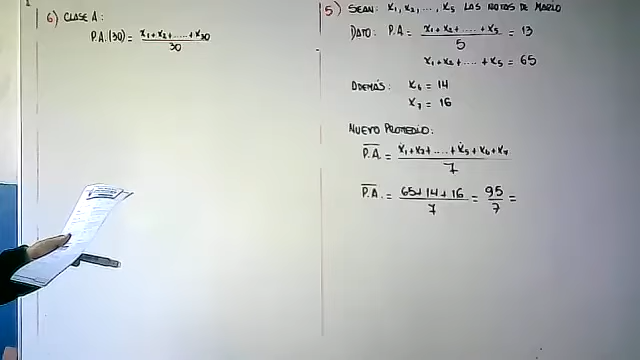 6) CLASE A:
P.A.(30) = x₁+x₂+.....+x₃₀ / 30
5) SEAN: x₁, x₂, ..., x₅ LAS NOTAS DE MARIO
DATO: P.A = x₁+x₂+....+x₅ / 5 = 13
x₁+x₂+....+x₅ = 65
ADEMÁS: x₆ = 14
x₇ = 16
NUEVO PROMEDIO:
P.A. = x₁+x₂+....+x₅+x₆+x₇ / 7
P.A. = 65+14+16 / 7 = 95 / 7 =